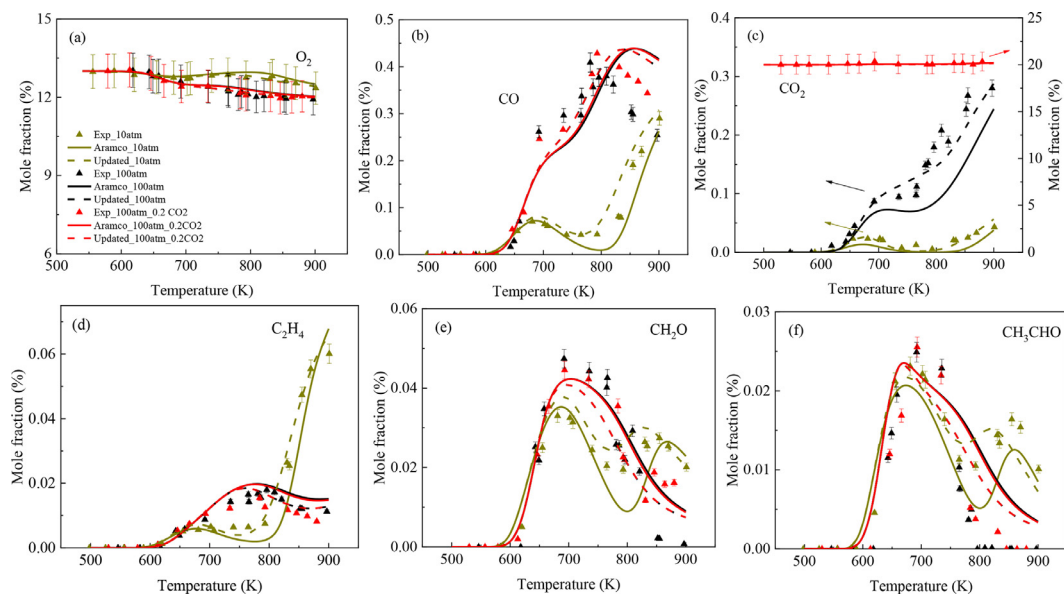 (a)
O2
Mole fraction (%)
15
12
9
6
Exp_10atm
Aramco_10atm
Updated_10atm
Exp_100atm
Aramco_100atm
Updated_100atm
Exp_100atm_0.2 CO2
Aramco_100atm_0.2CO2
Updated_100atm_0.2CO2
500 600 700 800 900
Temperature (K)
(b)
CO
Mole fraction (%)
0.5
0.4
0.3
0.2
0.1
0.0
500 600 700 800 900
Temperature (K)
(c)
CO2
Mole fraction (%)
0.4
0.3
0.2
0.1
0.0
25
20
15
10
5
0
Mole fraction (%)
500 600 700 800 900
Temperature (K)
(d)
C2H4
Mole fraction (%)
0.06
0.04
0.02
0.00
500 600 700 800 900
Temperature (K)
(e)
CH2O
Mole fraction (%)
0.06
0.04
0.02
0.00
500 600 700 800 900
Temperature (K)
(f)
CH3CHO
Mole fraction (%)
0.03
0.02
0.01
0.00
500 600 700 800 900
Temperature (K)